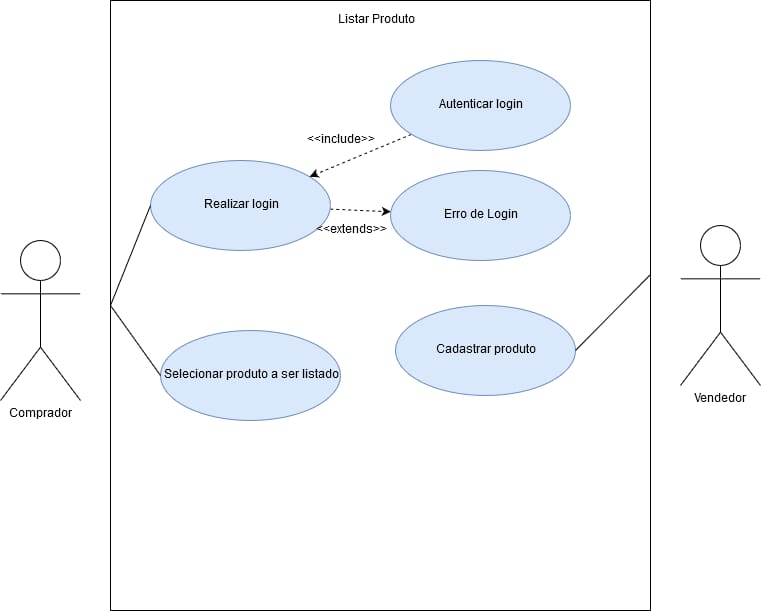 Listar Produto
Autenticar login
<<include>>
Realizar login
Erro de Login
<<extends>>
Cadastrar produto
Selecionar produto a ser listado
Comprador
Vendedor